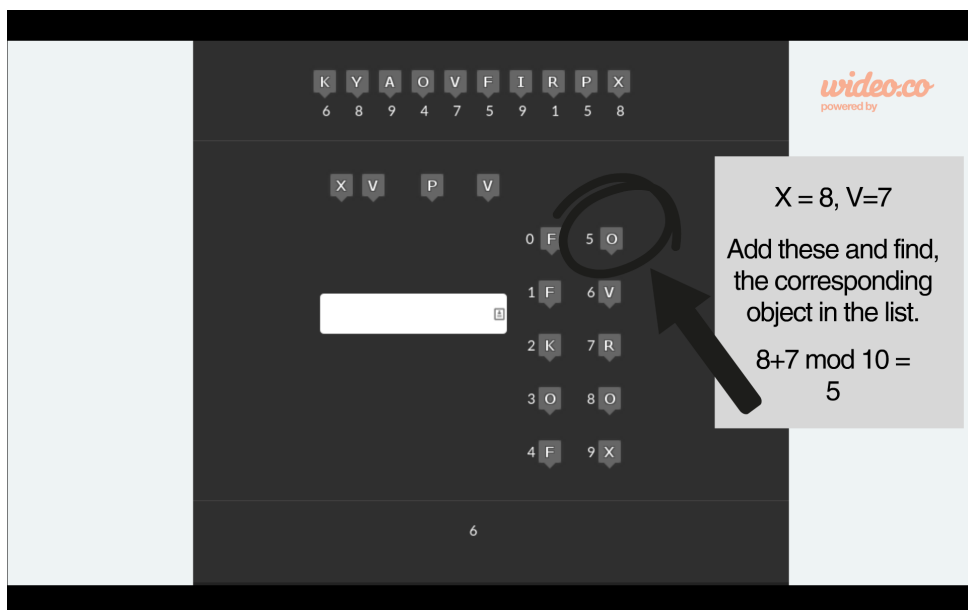 K Y A O V F I R P X
6 8 9 4 7 5 9 1 5 8
wideo.co
powered by
X V P V
X = 8, V=7
Add these and find,
the corresponding
object in the list.
8+7 mod 10 =
5
0 F 5 O
1 F 6 V
2 K 7 R
3 O 8 O
4 F 9 X
6